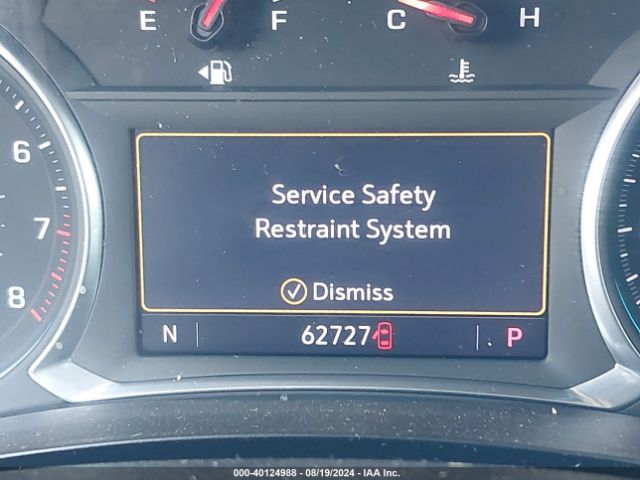 E F C H
6
7
8
Service Safety
Restraint System
Dismiss
N 62727 P
000-40124988 - 08/19/2024 - IAA Inc.